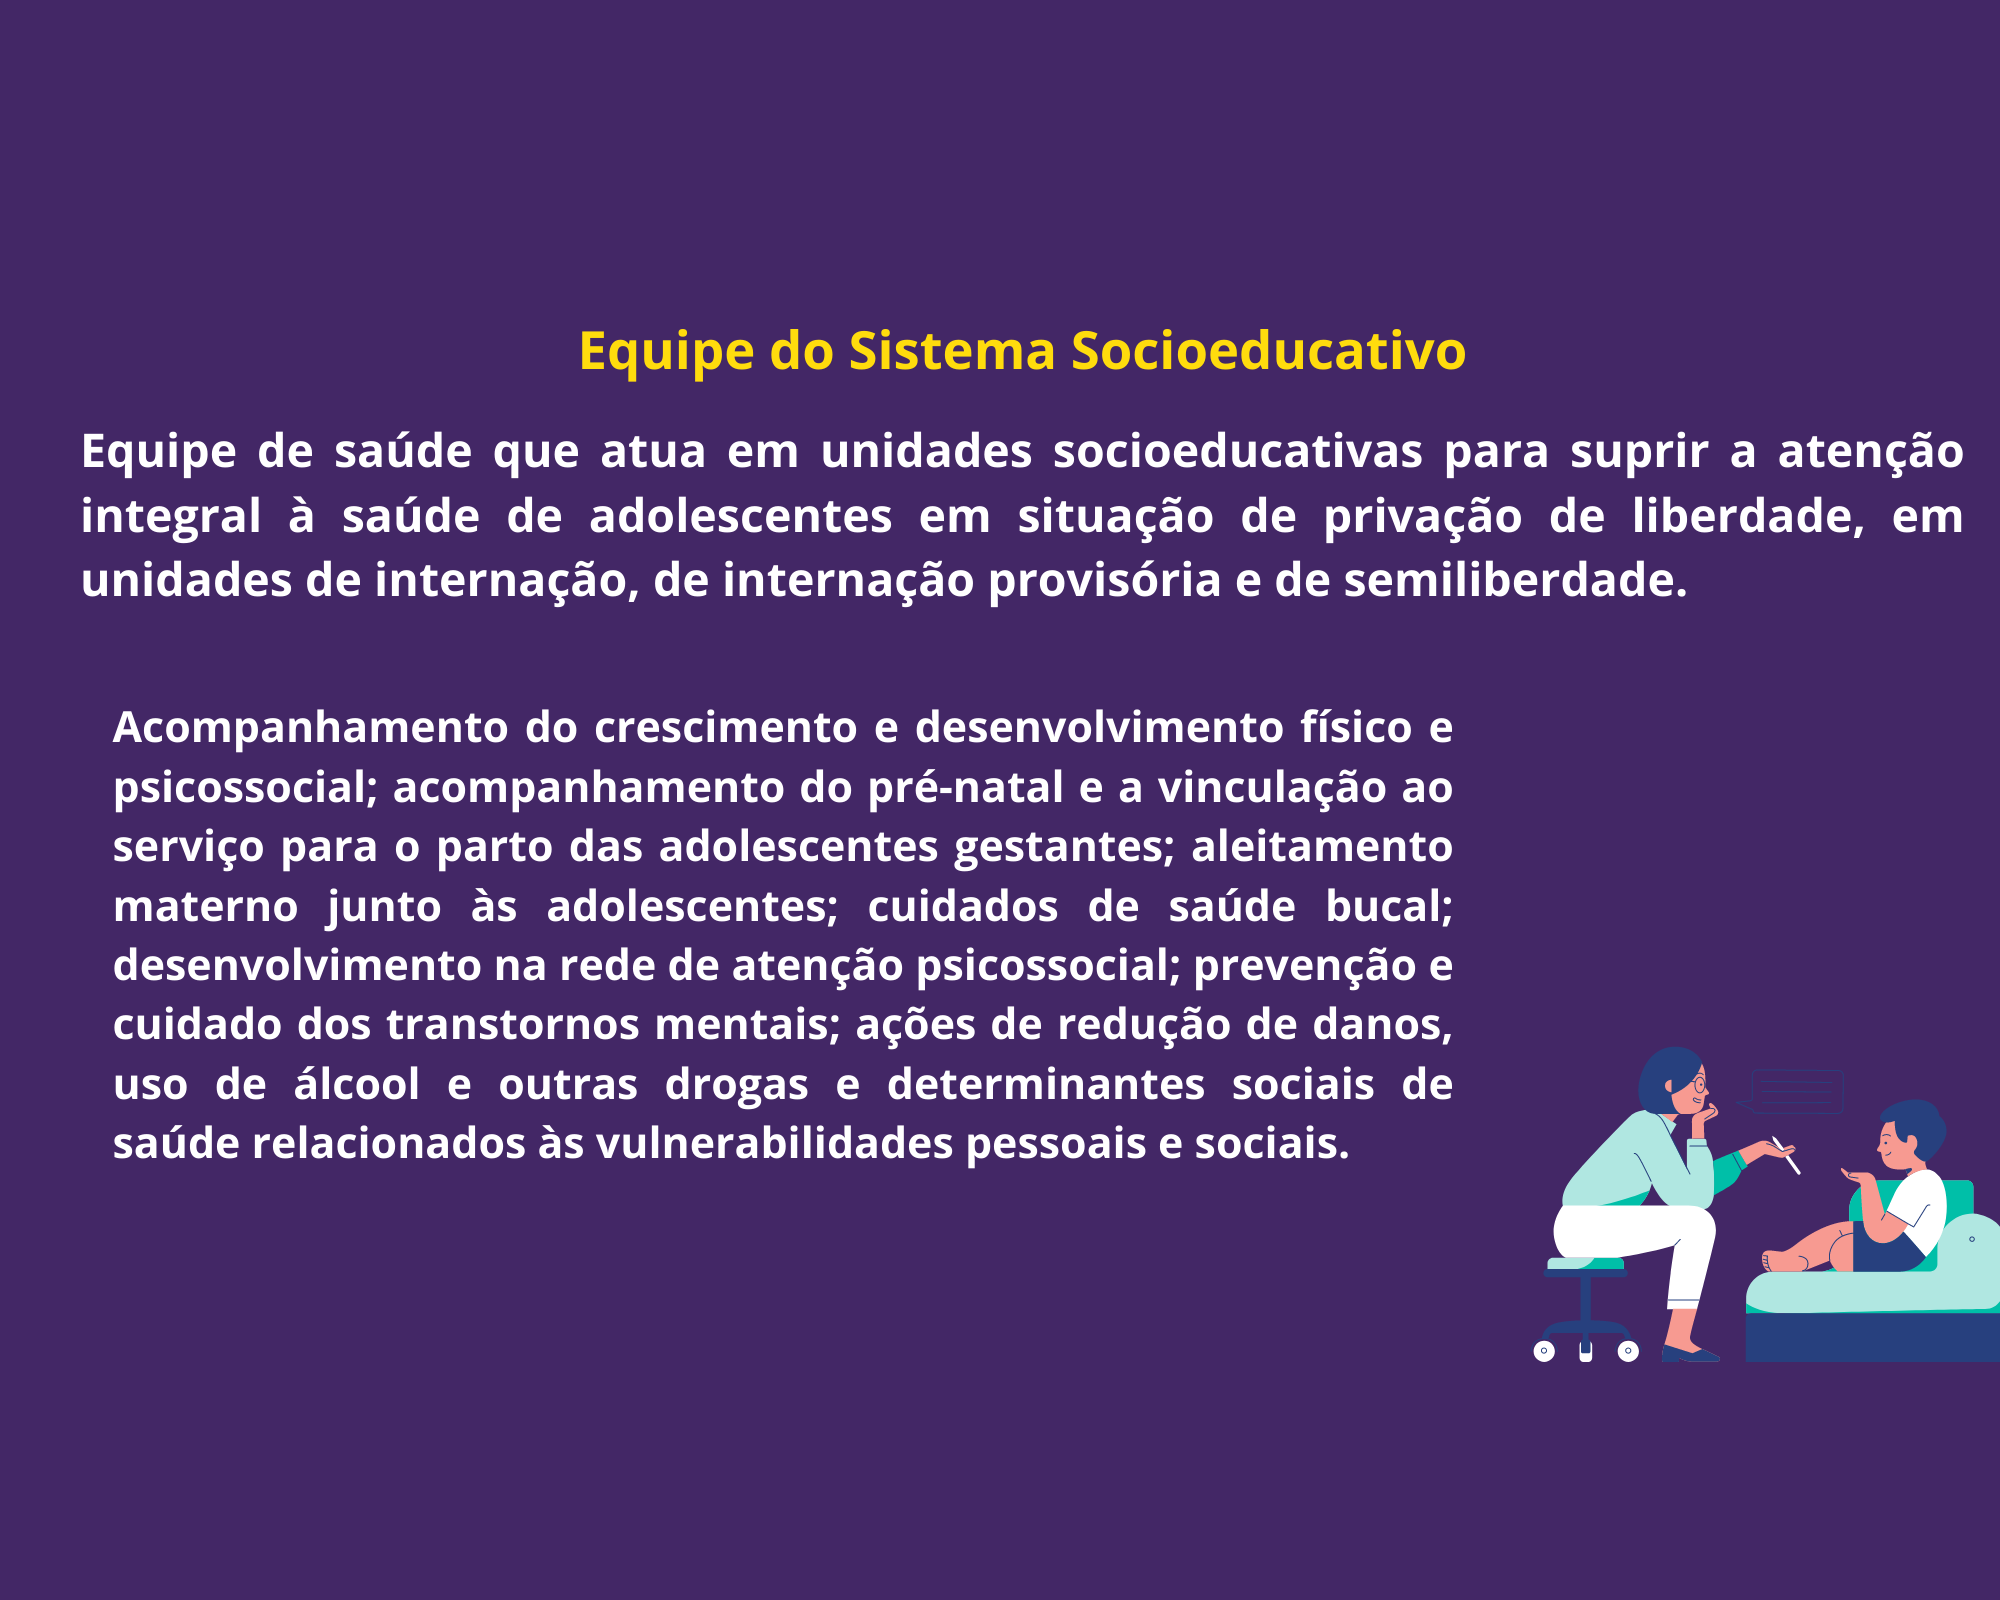 Equipe do Sistema Socioeducativo
Equipe de saúde que atua em unidades socioeducativas para suprir a atenção
integral à saúde de adolescentes em situação de privação de liberdade, em
unidades de internação, de internação provisória e de semiliberdade.
Acompanhamento do crescimento e desenvolvimento físico e
psicossocial; acompanhamento do pré-natal e a vinculação ao
serviço para o parto das adolescentes gestantes; aleitamento
materno junto às adolescentes; cuidados de saúde bucal;
desenvolvimento na rede de atenção psicossocial; prevenção e
cuidado dos transtornos mentais; ações de redução de danos,
uso de álcool e outras drogas e determinantes sociais de
saúde relacionados às vulnerabilidades pessoais e sociais.